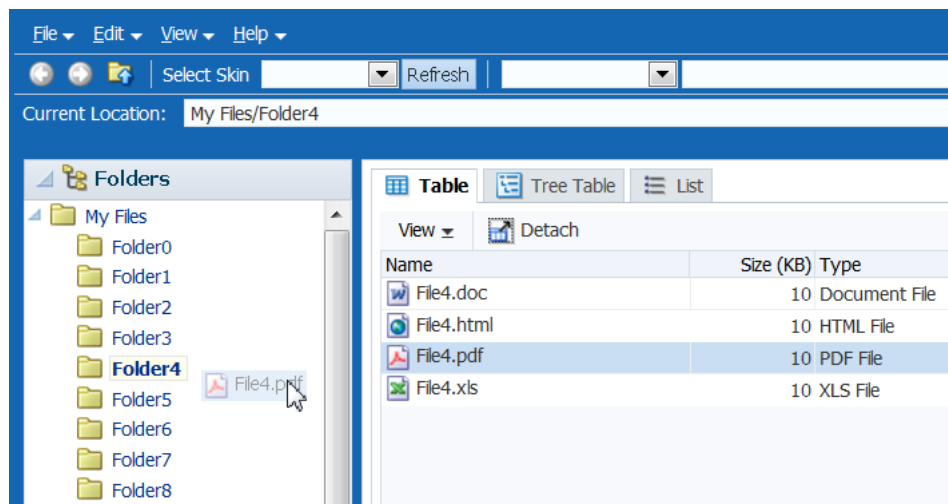 File Edit View Help
Select Skin Refresh
Current Location: My Files/Folder4
Folders
My Files
Folder0
Folder1
Folder2
Folder3
Folder4
File4.pdf
Folder5
Folder6
Folder7
Folder8
Table Tree Table List
View Detach
Name Size (KB) Type
File4.doc 10 Document File
File4.html 10 HTML File
File4.pdf 10 PDF File
File4.xls 10 XLS File